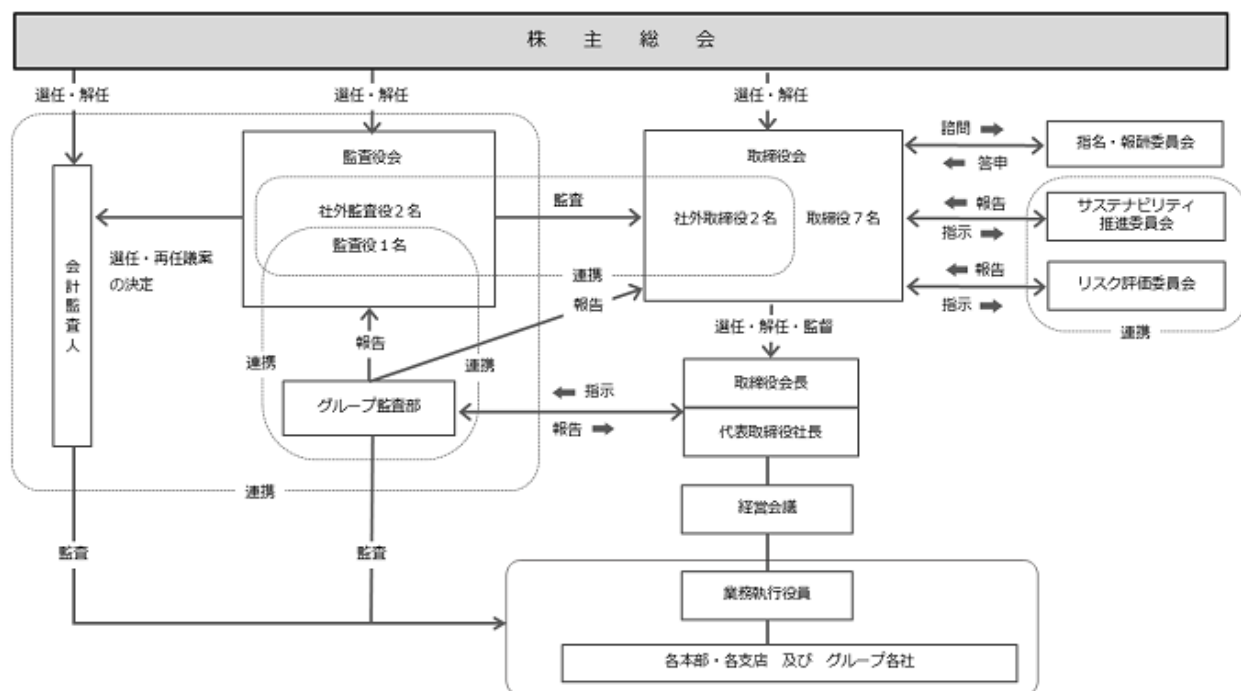 株 主 総 会
選任・解任
選任・解任
選任・解任
監査役会
社外監査役2名
監査役1名
監査
取締役会
社外取締役2名
取締役7名
諮問
答申
指名・報酬委員会
報告
指示
サステナビリティ
推進委員会
報告
指示
リスク評価委員会
連携
会計監査人
選任・再任議案
の決定
連携
報告
報告
連携
連携
グループ監査部
指示
報告
選任・解任・監督
取締役会長
代表取締役社長
連携
経営会議
監査
監査
業務執行役員
各本部・各支店 及び グループ各社